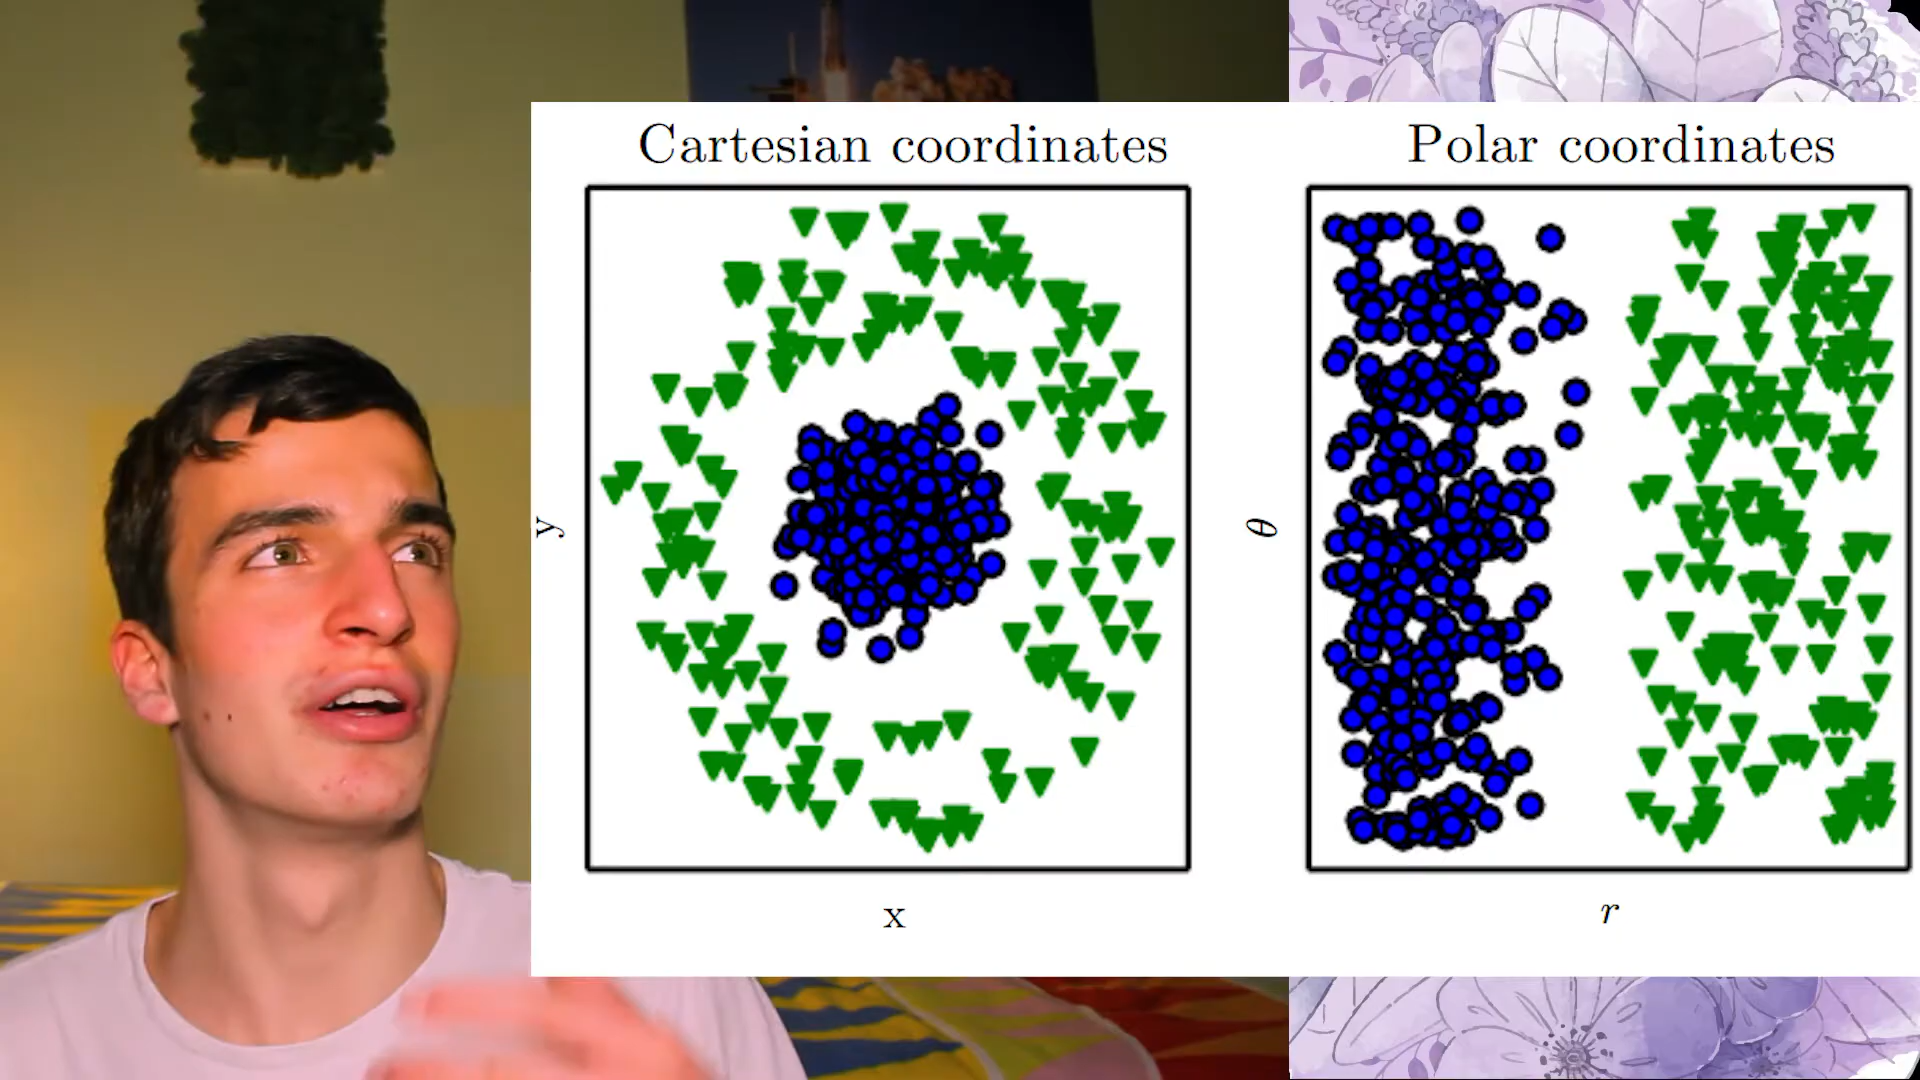 Cartesian coordinates
Polar coordinates
y
x
θ
r